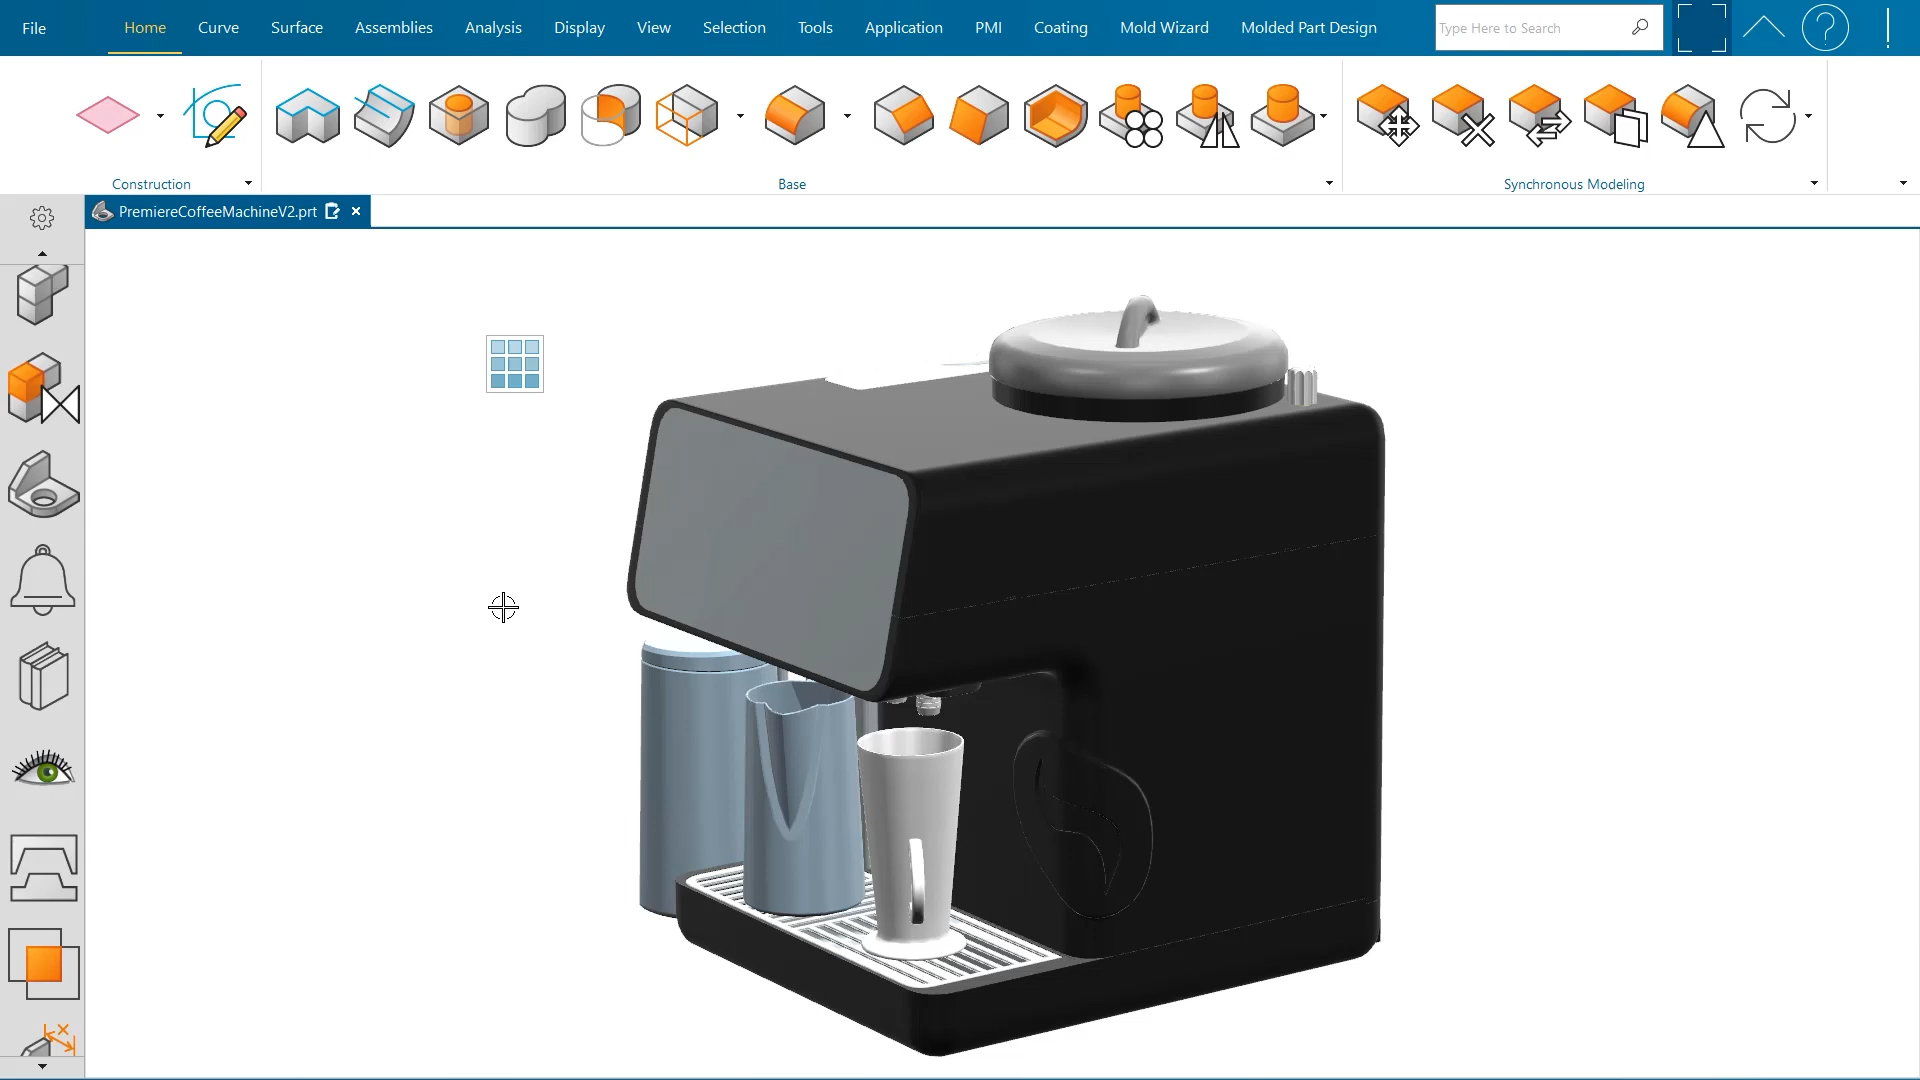 File Home Curve Surface Assemblies Analysis Display View Selection Tools Application PMI Coating Mold Wizard Molded Part Design Type Here to Search
Construction Base Synchronous Modeling
PremiereCoffeeMachineV2.prt